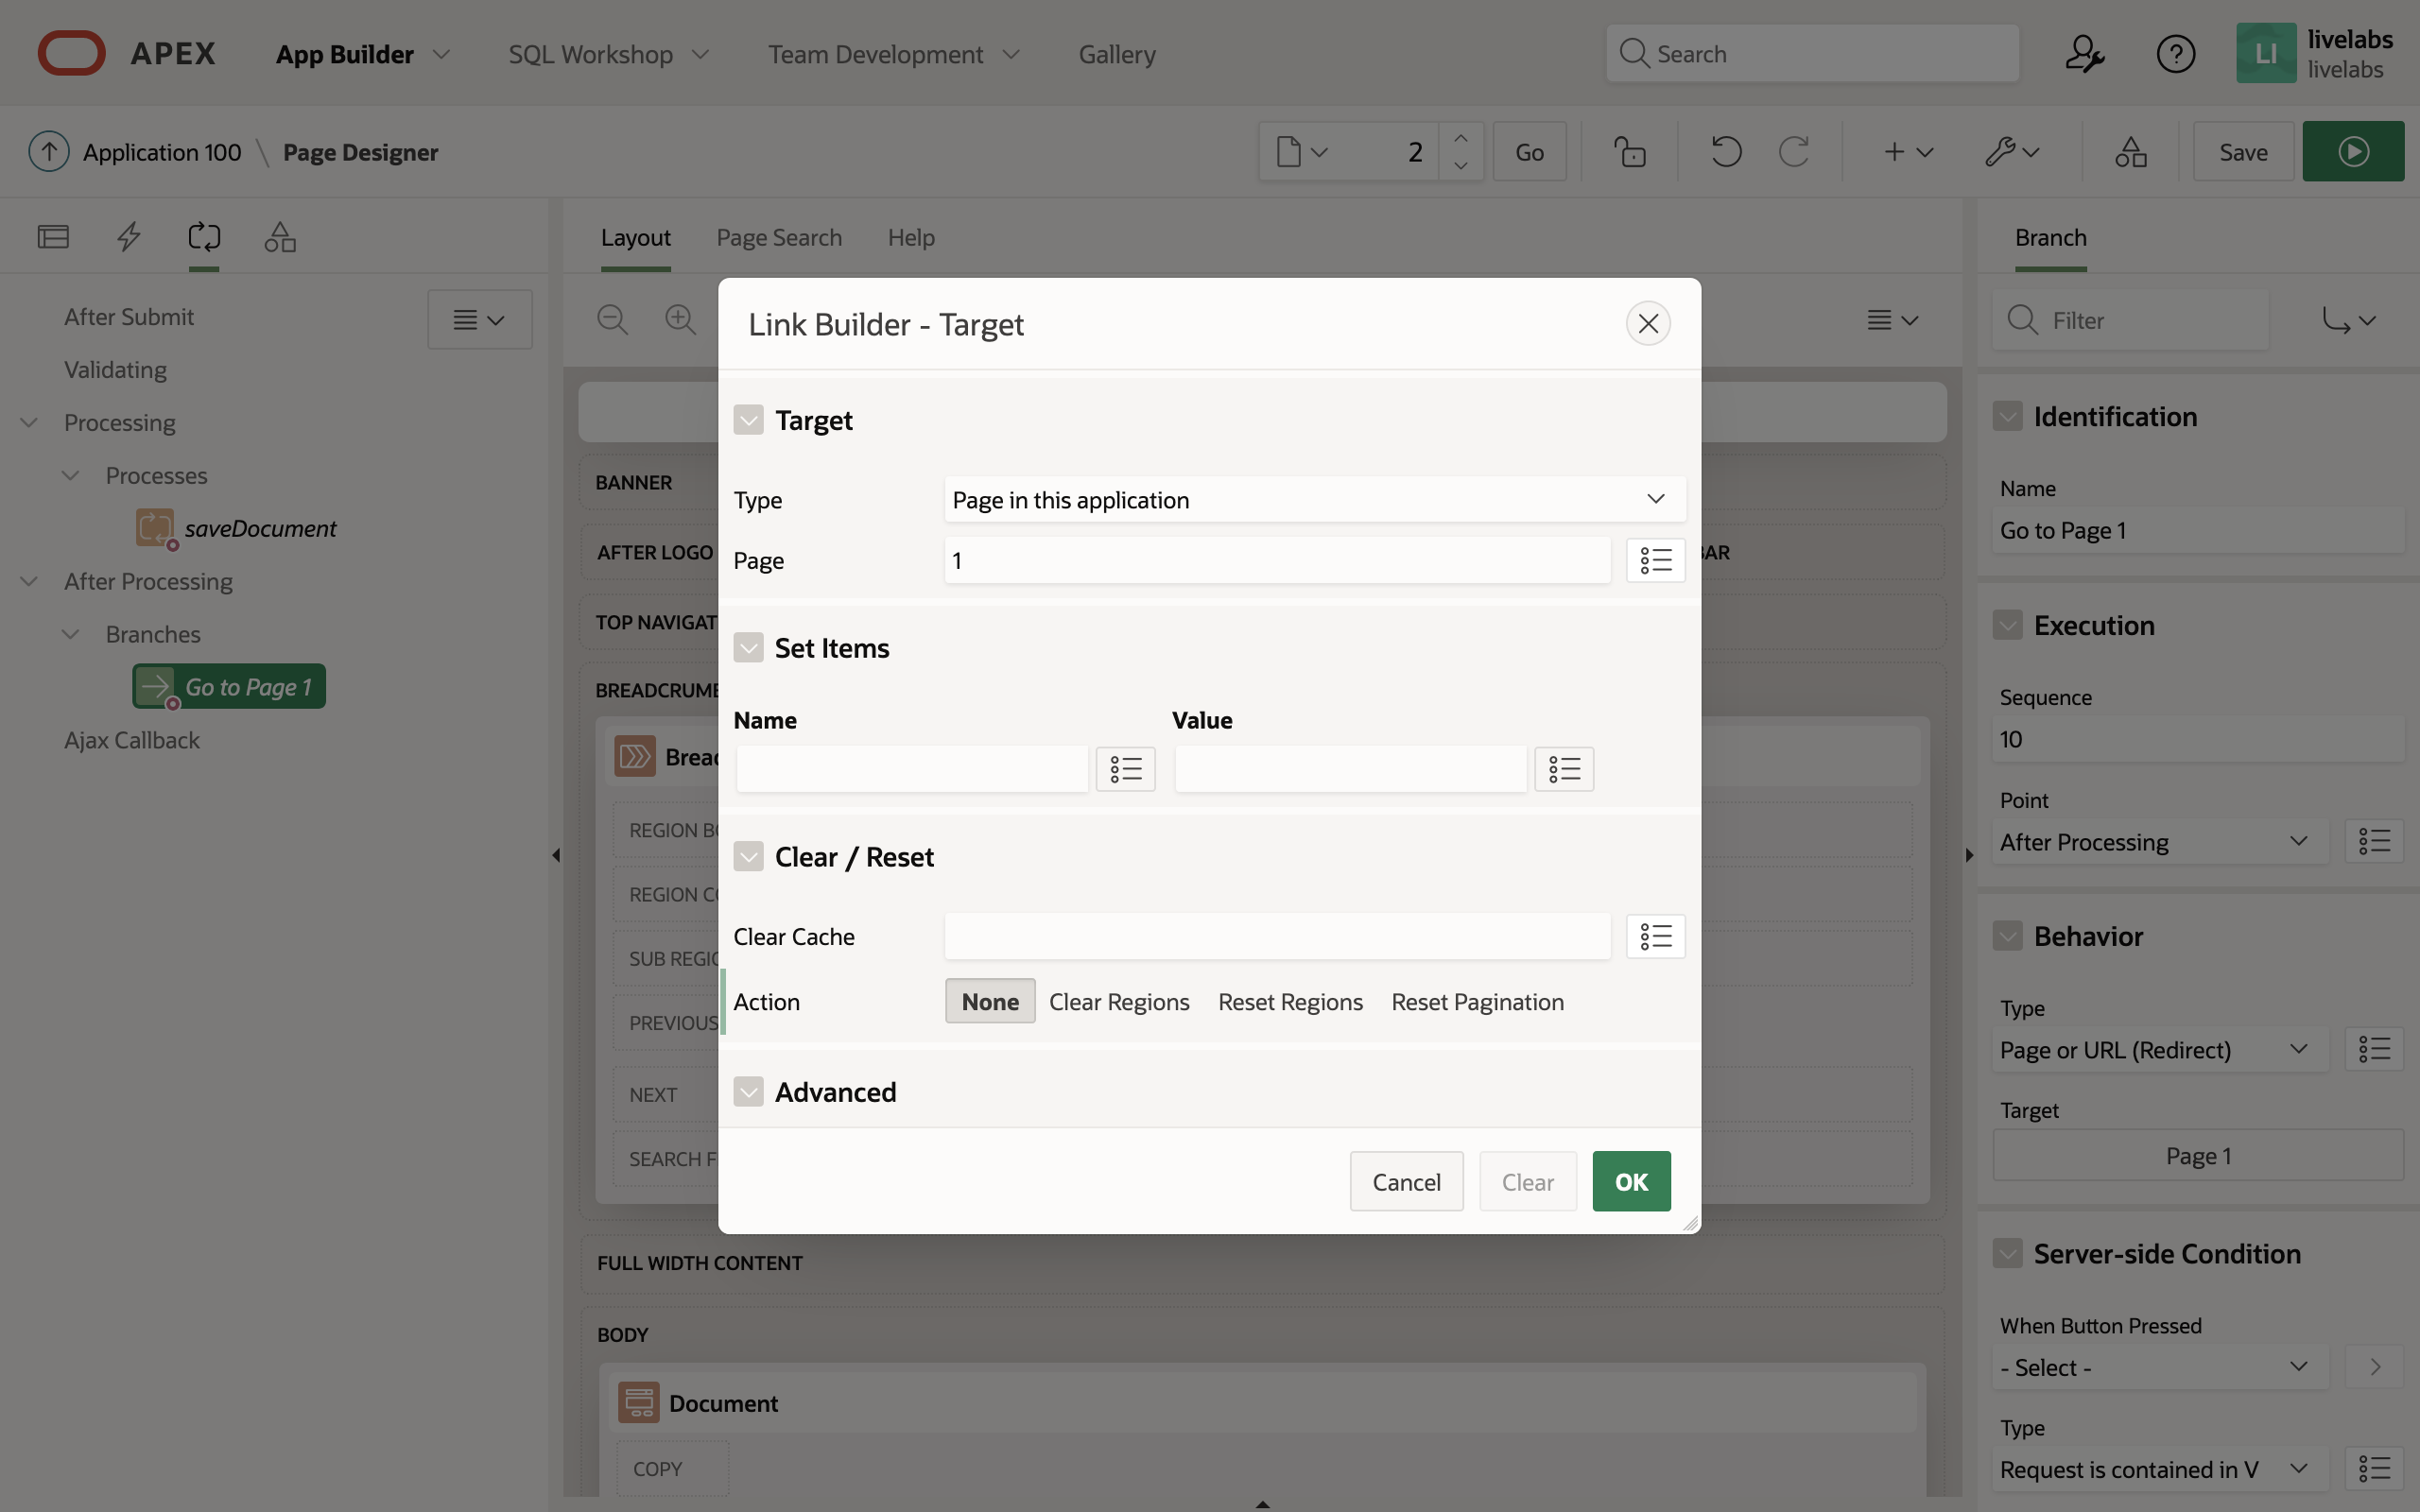 APEX App Builder SQL Workshop Team Development Gallery Search livelabs
LI livelabs
Application 100 \ Page Designer 2 Go Save
Layout Page Search Help
Branch
After Submit
Validating
Processing
Processes
saveDocument
After Processing
Branches
Go to Page 1
Ajax Callback
BANNER
AFTER LOGO
BAR
TOP NAVIGAT
BREADCRUMB
Bread
REGION BO
REGION CO
SUB REGIO
PREVIOUS
NEXT
SEARCH F
FULL WIDTH CONTENT
BODY
Document
COPY
Link Builder - Target
Target
Type Page in this application
Page 1
Set Items
Name Value
Clear / Reset
Clear Cache
Action None Clear Regions Reset Regions Reset Pagination
Advanced
Cancel Clear OK
Filter
Identification
Name
Go to Page 1
Execution
Sequence
10
Point
After Processing
Behavior
Type
Page or URL (Redirect)
Target
Page 1
Server-side Condition
When Button Pressed
- Select -
Type
Request is contained in V